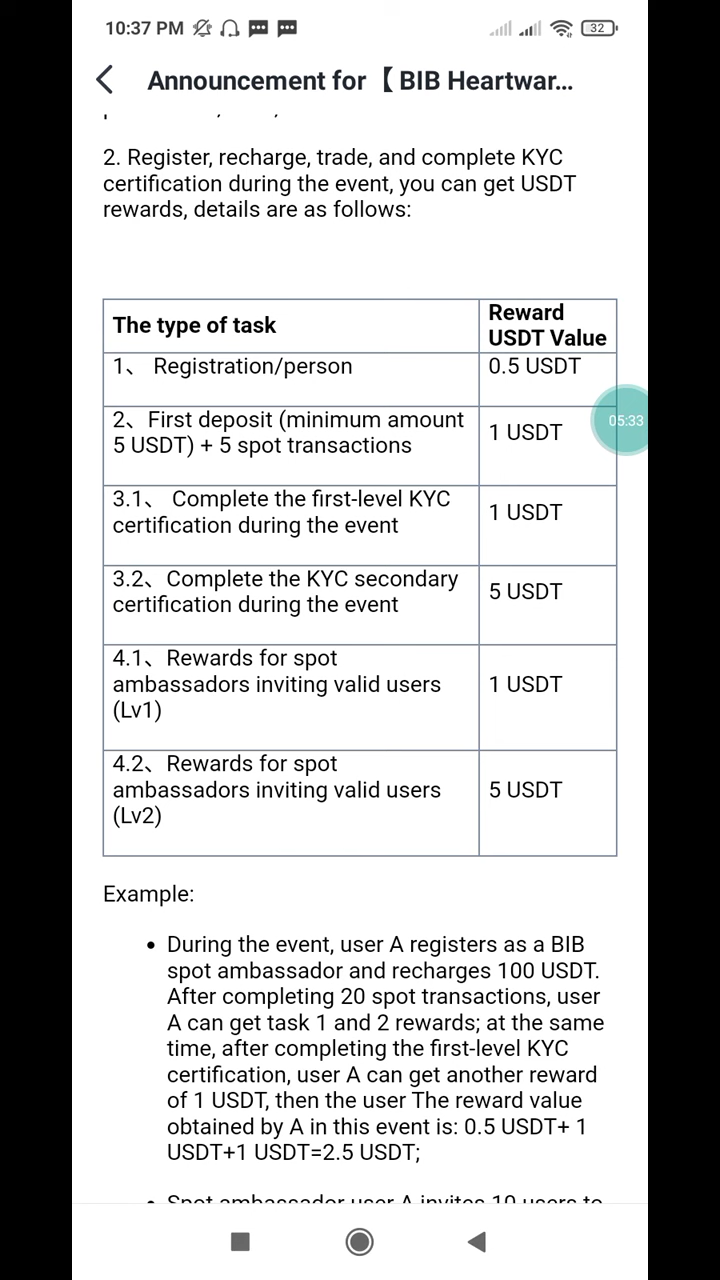 10:37 PM
32
Announcement for【 BIB Heartwar...
2. Register, recharge, trade, and complete KYC
certification during the event, you can get USDT
rewards, details are as follows:
The type of task
Reward
USDT Value
1、 Registration/person
0.5 USDT
05:33
2、First deposit (minimum amount
5 USDT) + 5 spot transactions
1 USDT
3.1、 Complete the first-level KYC
certification during the event
1 USDT
3.2、Complete the KYC secondary
certification during the event
5 USDT
4.1、Rewards for spot
ambassadors inviting valid users
(Lv1)
1 USDT
4.2、Rewards for spot
ambassadors inviting valid users
(Lv2)
5 USDT
Example:
• During the event, user A registers as a BIB
spot ambassador and recharges 100 USDT.
After completing 20 spot transactions, user
A can get task 1 and 2 rewards; at the same
time, after completing the first-level KYC
certification, user A can get another reward
of 1 USDT, then the user The reward value
obtained by A in this event is: 0.5 USDT+ 1
USDT+1 USDT=2.5 USDT;
• Spot ambassador user A invites 10 users to